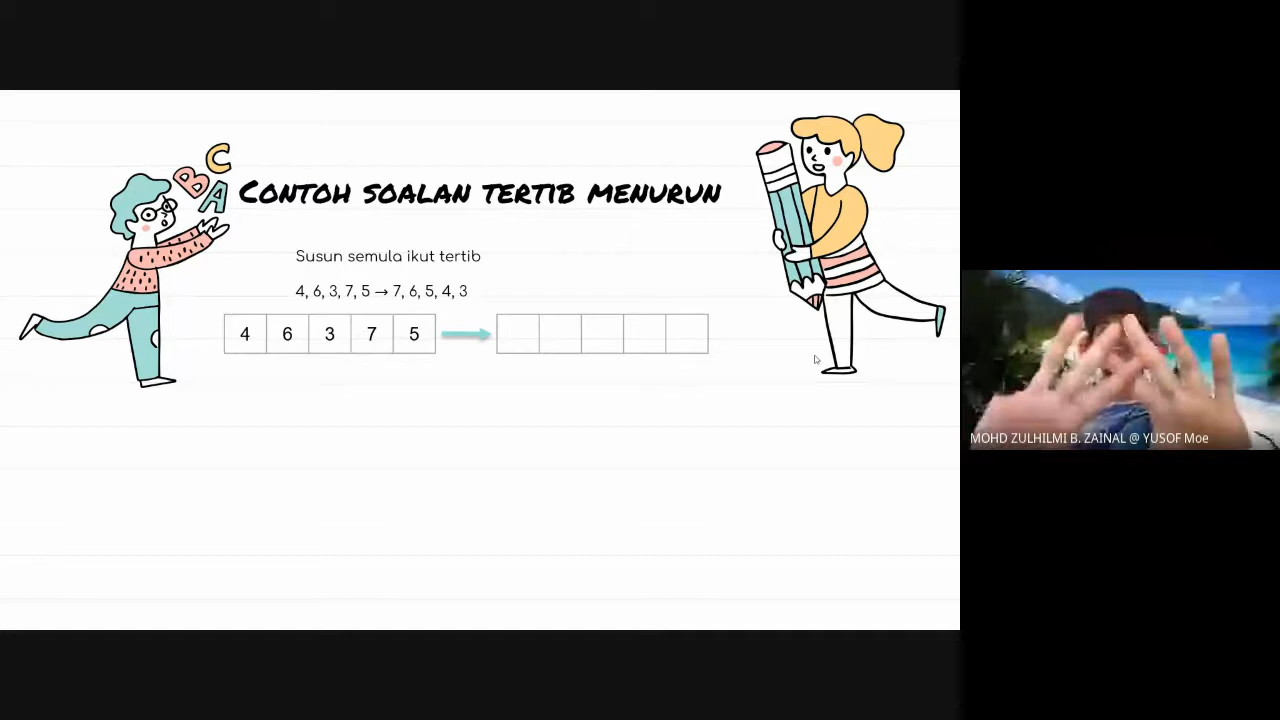 C
B
A
CONTOH SOALAN TERTIB MENURUN
Susun semula ikut tertib
4, 6, 3, 7, 5 → 7, 6, 5, 4, 3
4 6 3 7 5
MOHD ZULHILMI B. ZAINAL @ YUSOF Moe